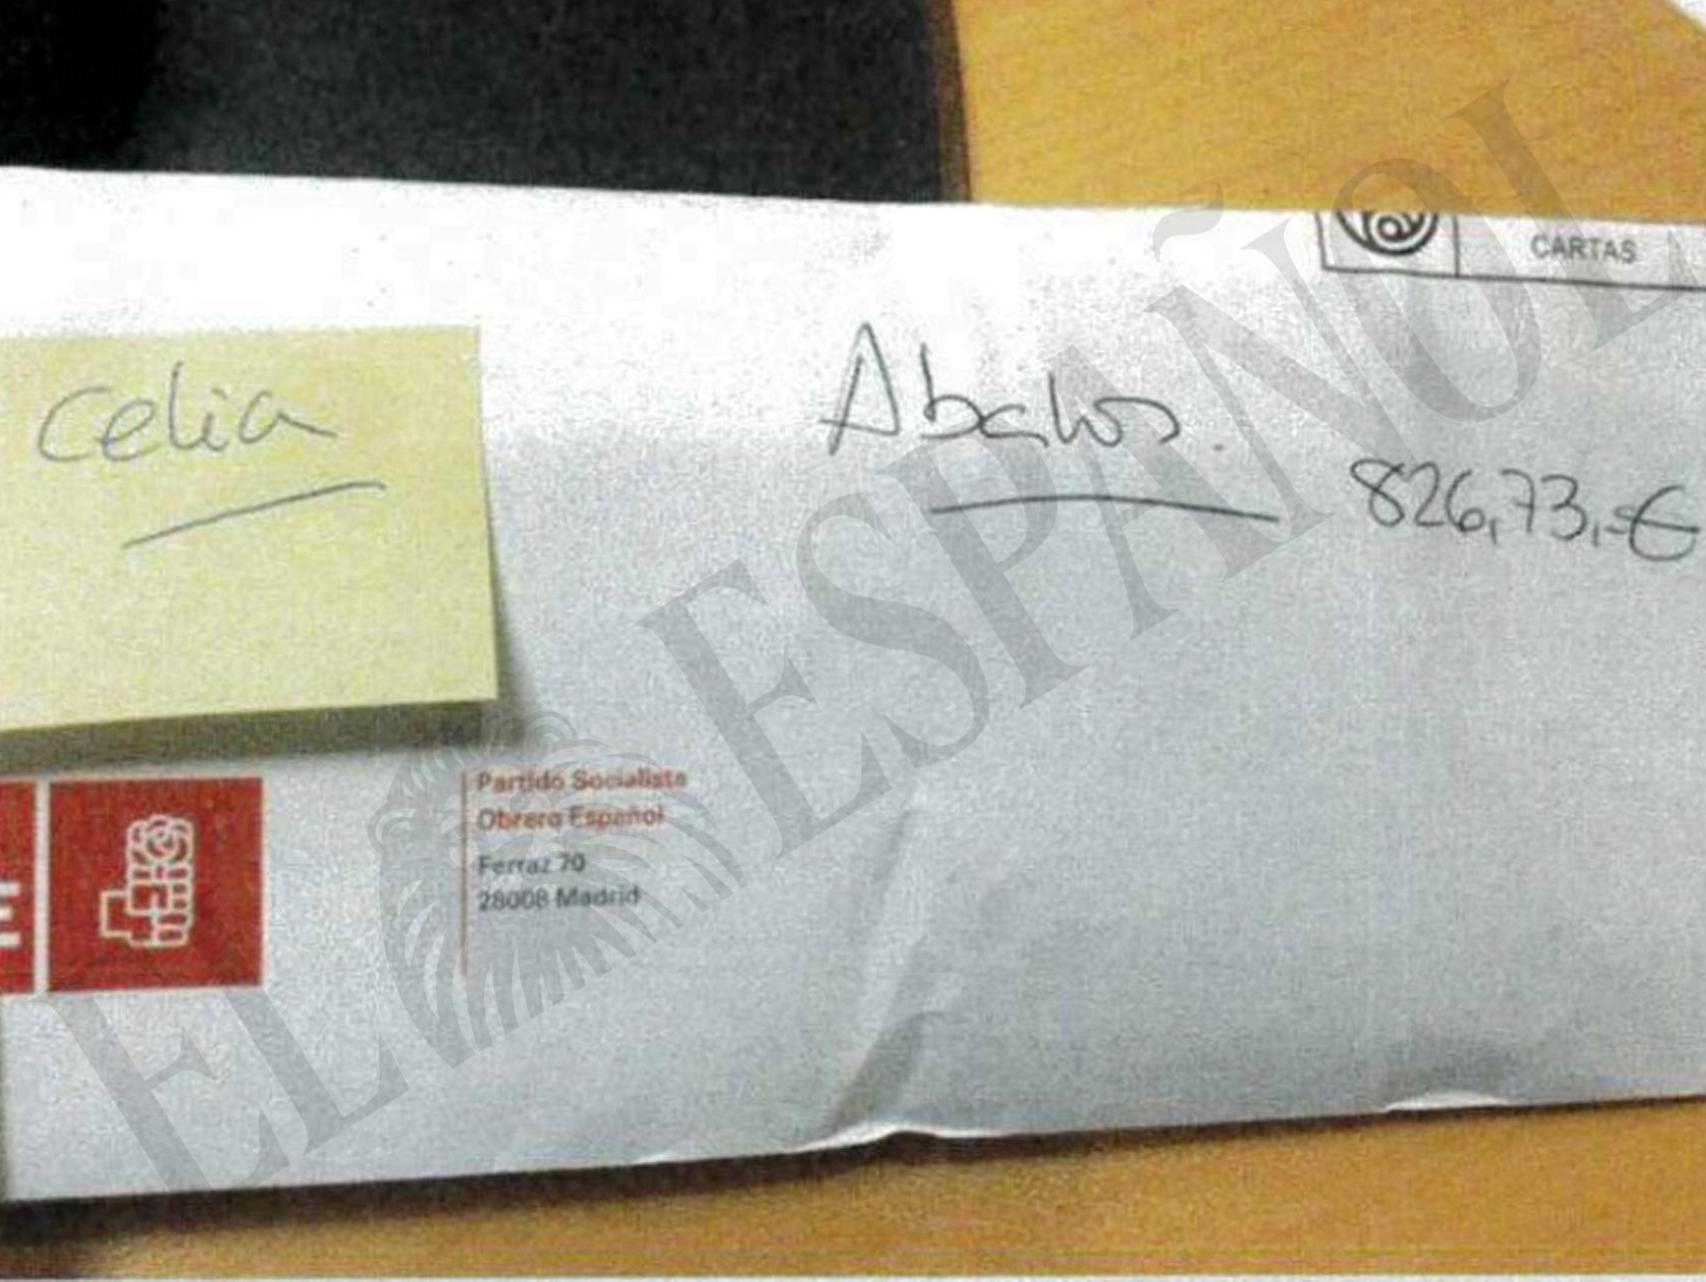 CARTAS
Celia
Abalos.
826,73,-€
Partido Socialista
Obrero Español
Ferraz 70
28008 Madrid
E
EL ESPAÑOL